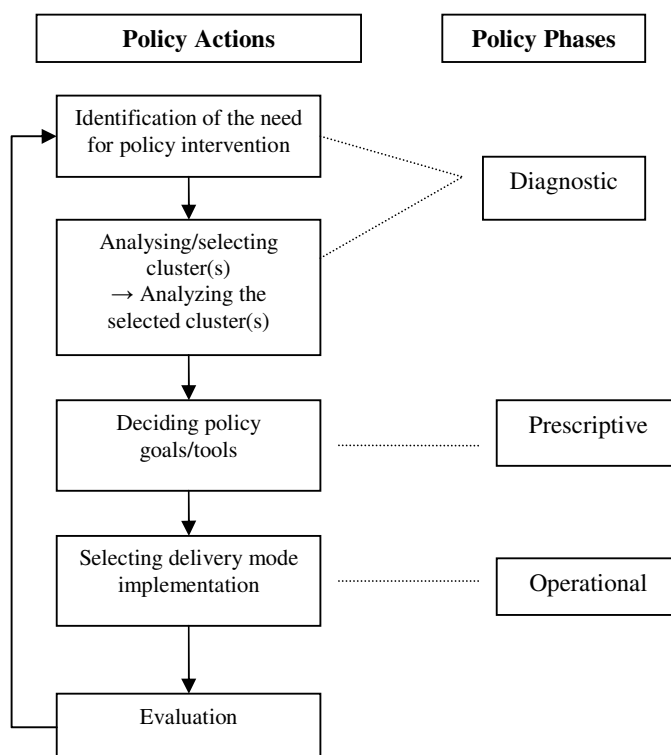 Policy Actions
Policy Phases
Identification of the need
for policy intervention
Diagnostic
Analysing/selecting
cluster(s)
→ Analyzing the
selected cluster(s)
Deciding policy
goals/tools
Prescriptive
Selecting delivery mode
implementation
Operational
Evaluation